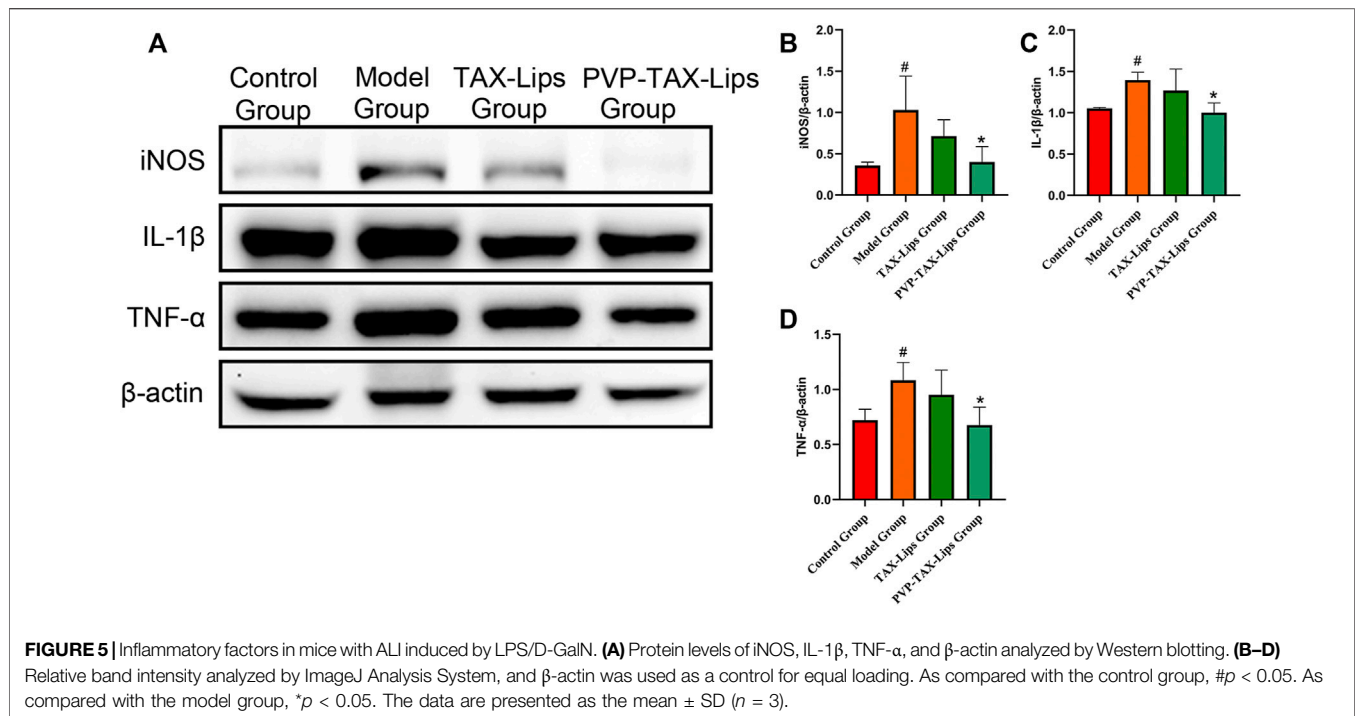 A
Control Group
Model Group
TAX-Lips Group
PVP-TAX-Lips Group
iNOS
IL-1β
TNF-α
β-actin
B
iNOS/β-actin
2.0
1.5
1.0
0.5
0.0
#
*
Control Group
Model Group
TAX-Lips Group
PVP-TAX-Lips Group
C
IL-1β/β-actin
2.0
1.5
1.0
0.5
0.0
#
*
Control Group
Model Group
TAX-Lips Group
PVP-TAX-Lips Group
D
TNF-α/β-actin
1.5
1.0
0.5
0.0
#
*
Control Group
Model Group
TAX-Lips Group
PVP-TAX-Lips Group
FIGURE 5 | Inflammatory factors in mice with ALI induced by LPS/D-GalN. (A) Protein levels of iNOS, IL-1β, TNF-α, and β-actin analyzed by Western blotting. (B–D)
Relative band intensity analyzed by ImageJ Analysis System, and β-actin was used as a control for equal loading. As compared with the control group, #p < 0.05. As
compared with the model group, *p < 0.05. The data are presented as the mean ± SD (n = 3).